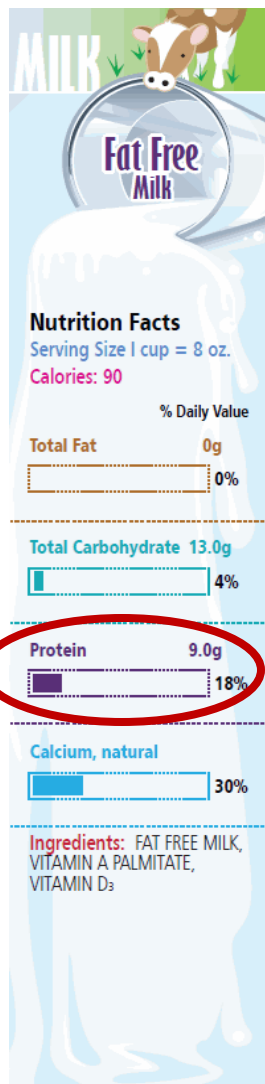 MILK
Fat Free
Milk
Nutrition Facts
Serving Size I cup = 8 oz.
Calories: 90
% Daily Value
Total Fat 0g
0%
Total Carbohydrate 13.0g
4%
Protein 9.0g
18%
Calcium, natural
30%
Ingredients: FAT FREE MILK,
VITAMIN A PALMITATE,
VITAMIN D₃